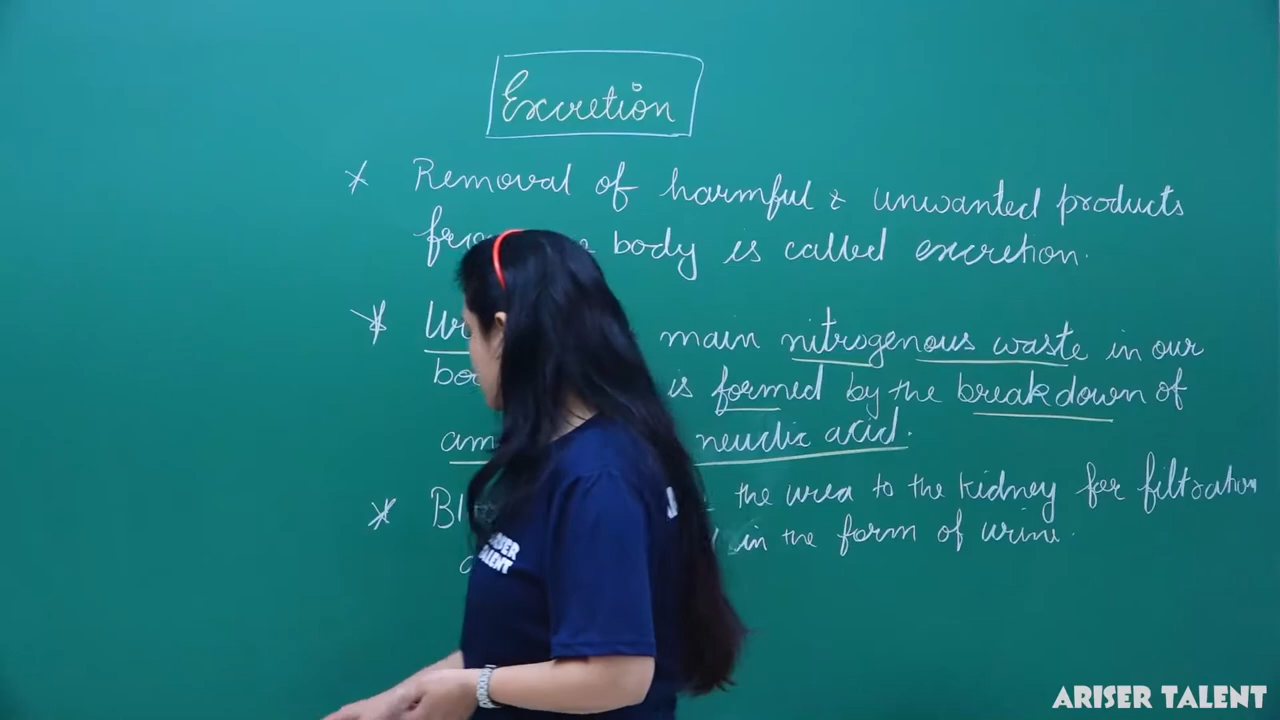 Excretion
* Removal of harmful & unwanted products
body is called excretion.
* main nitrogenous waste in our
is formed by the breakdown of
neuclix acid.
* the urea to the kidney for filtration
in the form of urine.
ARISER TALENT